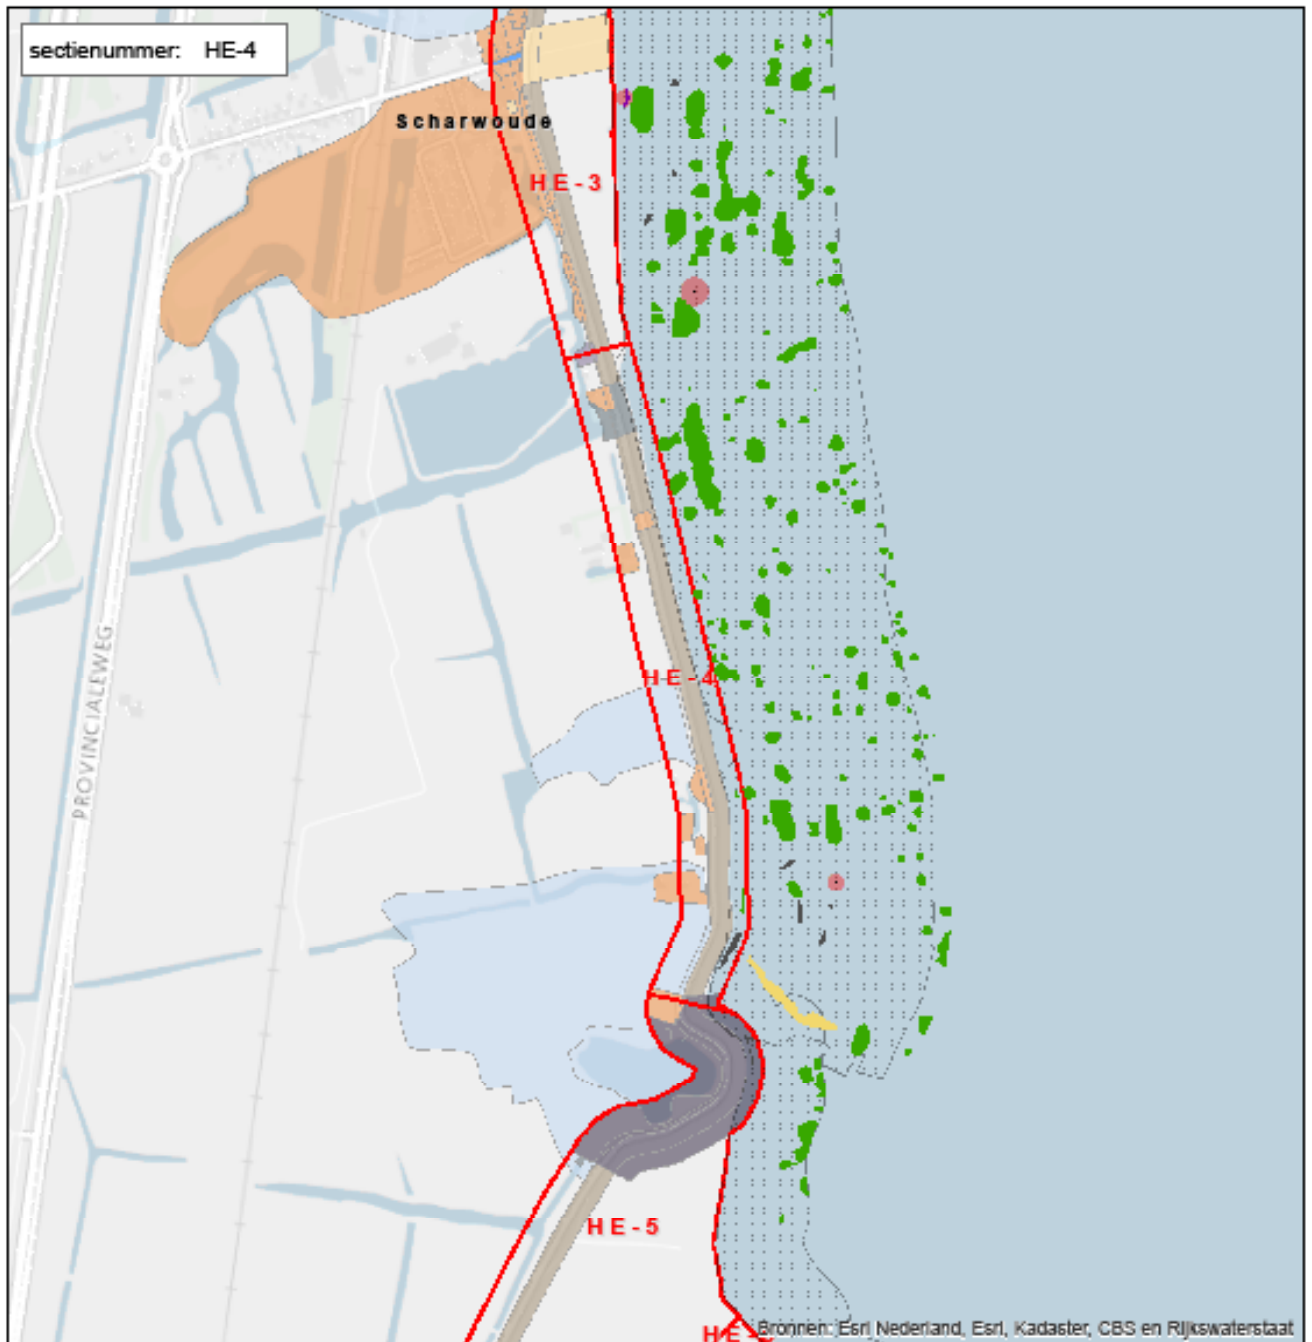 sectienummer: HE-4
Scharwoude
HE-3
PROVINCIALEWEG
HE-4
HE-5
HE-
Bronnen: Esri Nederland, Esri, Kadaster, CBS en Rijkswaterstaat